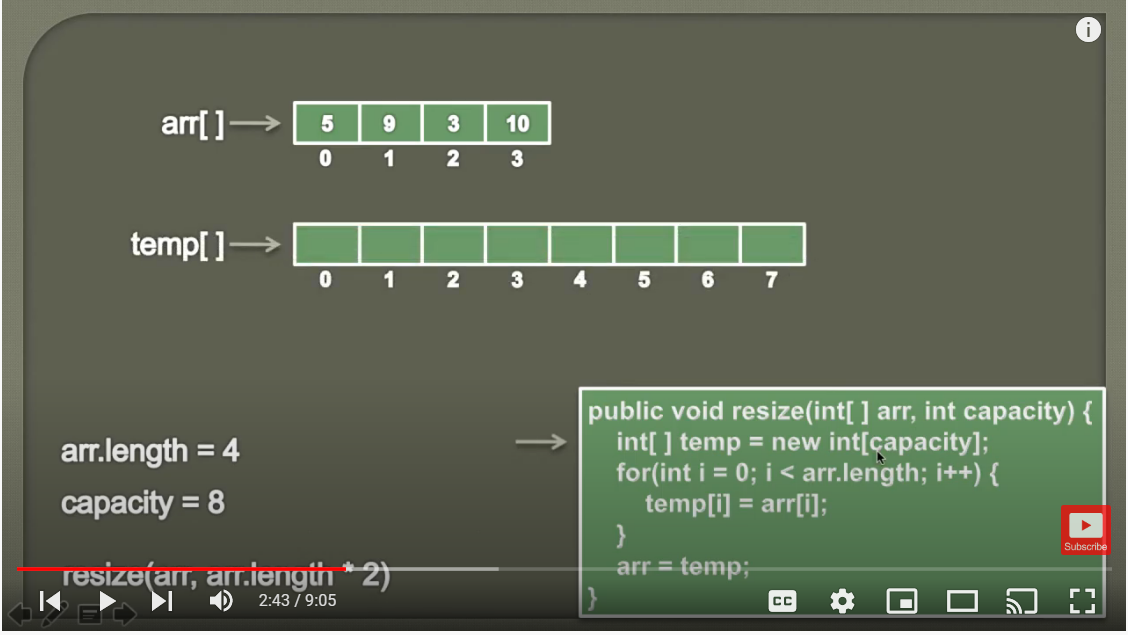 arr[ ]
5 9 3 10
0 1 2 3
temp[ ]
0 1 2 3 4 5 6 7
arr.length = 4
capacity = 8
resize(arr, arr.length * 2)
public void resize(int[ ] arr, int capacity) {
int[ ] temp = new int[capacity];
for(int i = 0; i < arr.length; i++) {
temp[i] = arr[i];
}
arr = temp;
}
Subscribe
2:43 / 9:05
CC